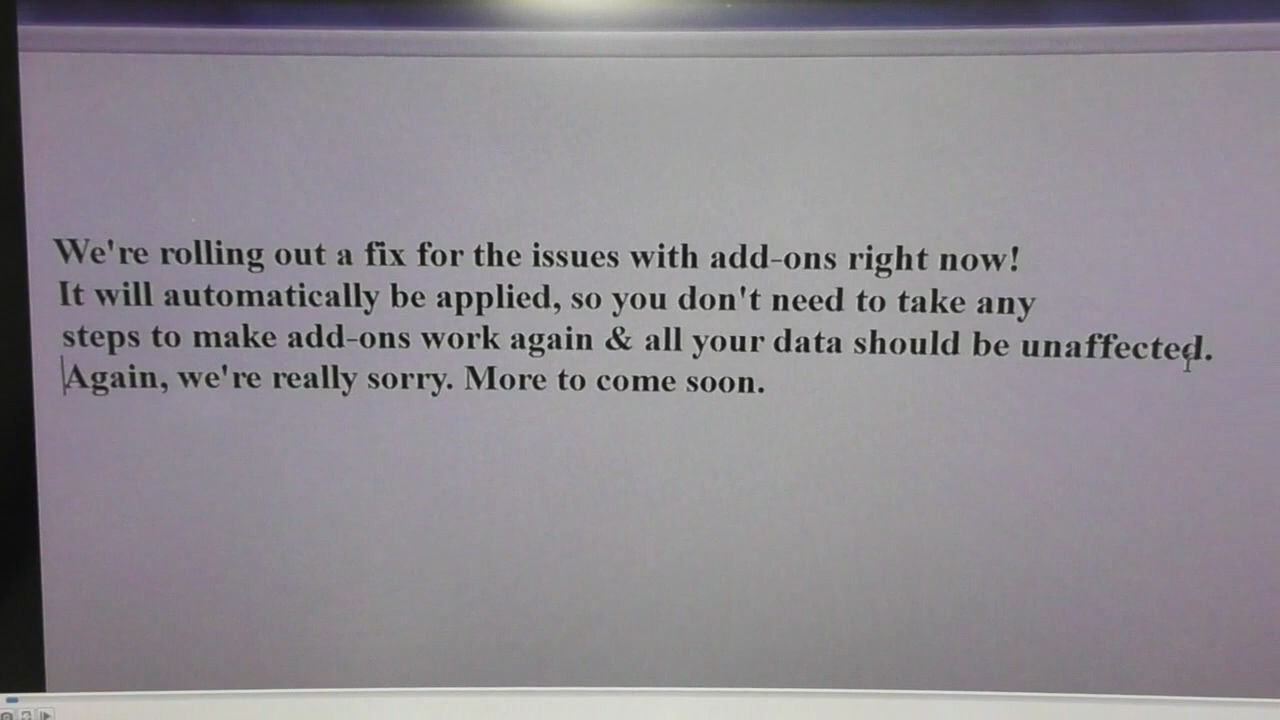 We're rolling out a fix for the issues with add-ons right now!
It will automatically be applied, so you don't need to take any
steps to make add-ons work again & all your data should be unaffected.
Again, we're really sorry. More to come soon.